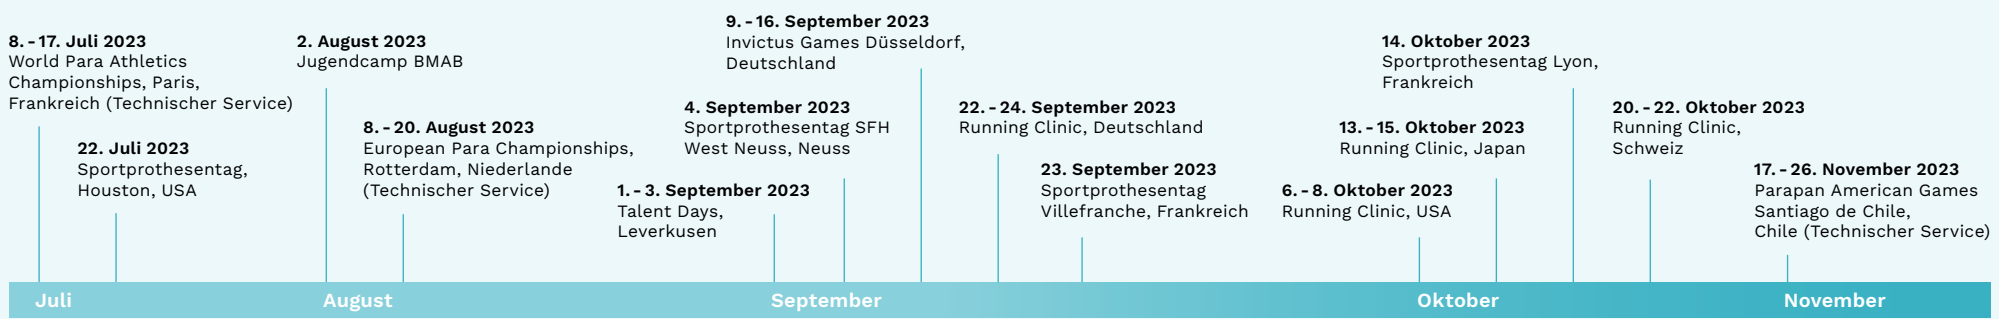 8. - 17. Juli 2023
World Para Athletics
Championships, Paris,
Frankreich (Technischer Service)
22. Juli 2023
Sportprothesentag,
Houston, USA
2. August 2023
Jugendcamp BMAB
8. - 20. August 2023
European Para Championships,
Rotterdam, Niederlande
(Technischer Service)
1. - 3. September 2023
Talent Days,
Leverkusen
4. September 2023
Sportprothesentag SFH
West Neuss, Neuss
9. - 16. September 2023
Invictus Games Düsseldorf,
Deutschland
22. - 24. September 2023
Running Clinic, Deutschland
23. September 2023
Sportprothesentag
Villefranche, Frankreich
6. - 8. Oktober 2023
Running Clinic, USA
13. - 15. Oktober 2023
Running Clinic, Japan
14. Oktober 2023
Sportprothesentag Lyon,
Frankreich
20. - 22. Oktober 2023
Running Clinic,
Schweiz
17. - 26. November 2023
Parapan American Games
Santiago de Chile,
Chile (Technischer Service)
Juli
August
September
Oktober
November